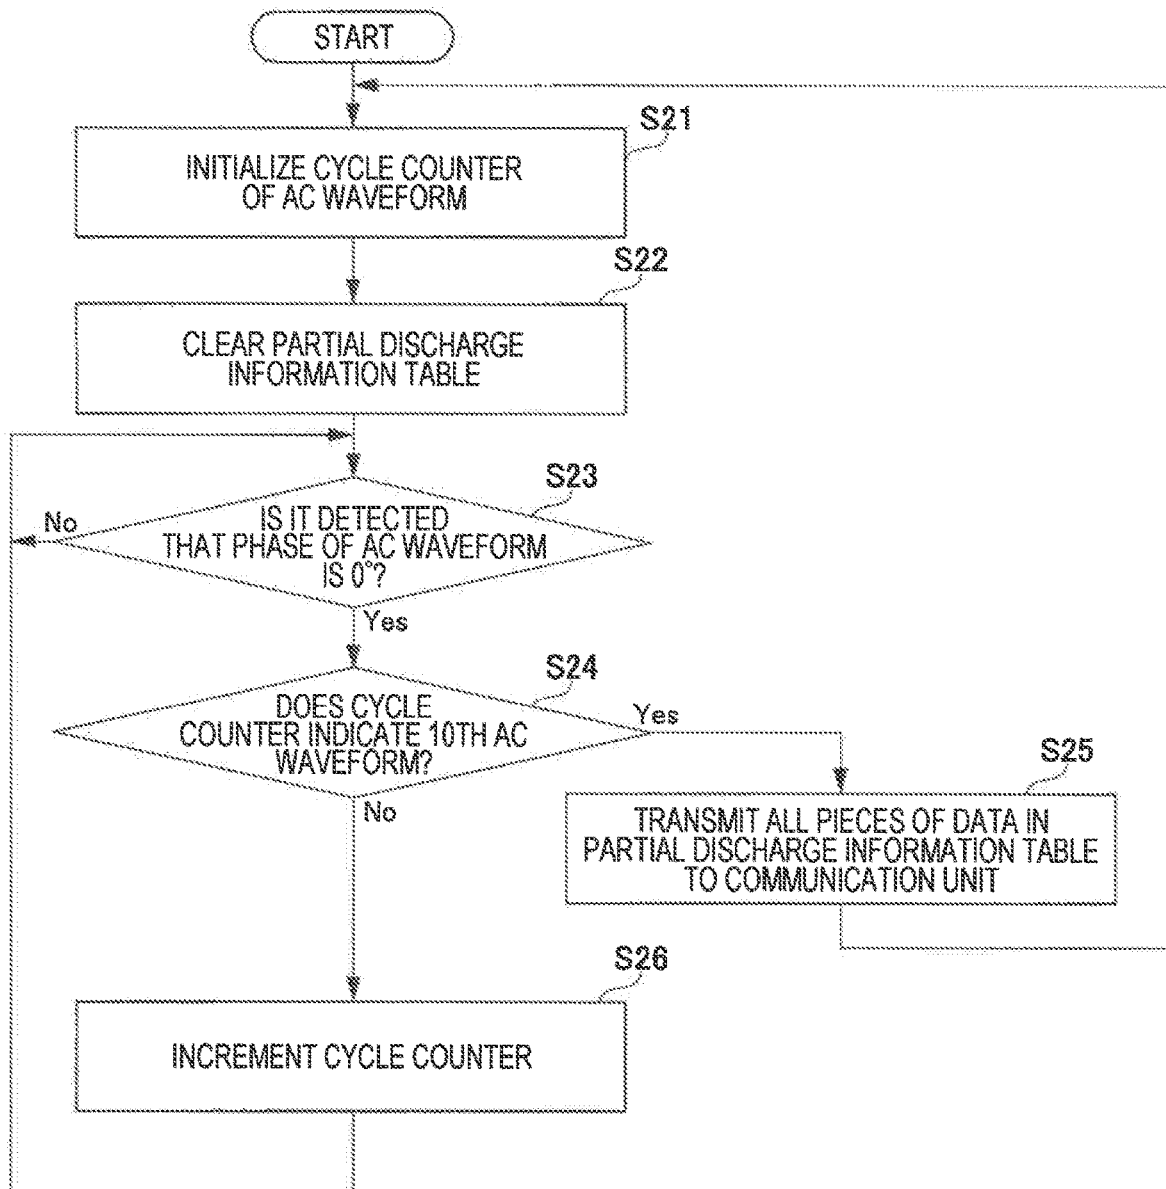 START
S21
INITIALIZE CYCLE COUNTER
OF AC WAVEFORM
S22
CLEAR PARTIAL DISCHARGE
INFORMATION TABLE
S23
No
IS IT DETECTED
THAT PHASE OF AC WAVEFORM
IS 0°?
Yes
S24
DOES CYCLE
COUNTER INDICATE 10TH AC
WAVEFORM?
Yes
No
S25
TRANSMIT ALL PIECES OF DATA IN
PARTIAL DISCHARGE INFORMATION TABLE
TO COMMUNICATION UNIT
S26
INCREMENT CYCLE COUNTER